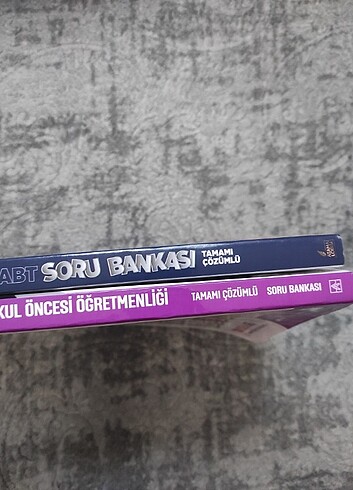 ABT SORU BANKASI TAMAMI ÇÖZÜMLÜ
KUL ÖNCESİ ÖĞRETMENLİĞİ TAMAMI ÇÖZÜMLÜ SORU BANKASI